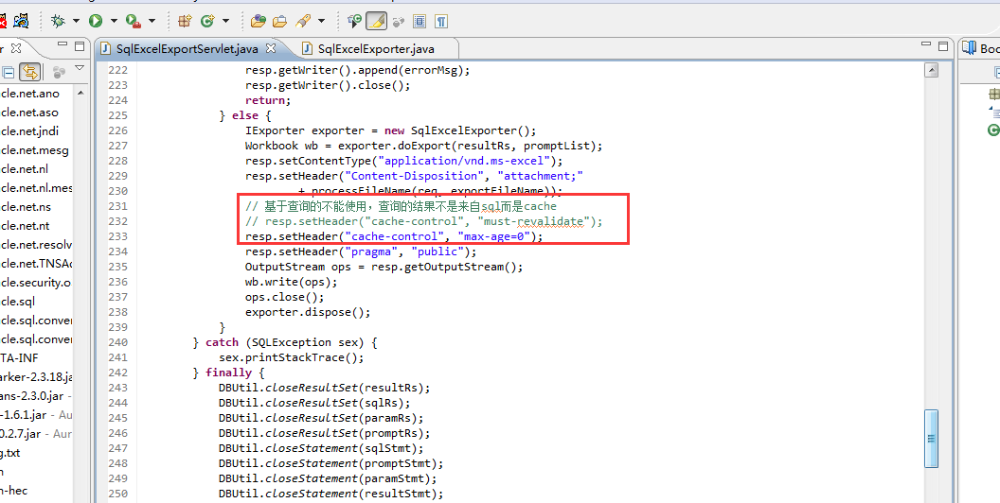 SqlExcelExportServlet.java
SqlExcelExporter.java
Boo
cle.net.ano
cle.net.aso
cle.net.jndi
cle.net.mesg
cle.net.nl
cle.net.nl.mes
cle.net.ns
cle.net.nt
cle.net.resolv
cle.net.TNSAc
cle.security.o
cle.sql
cle.sql.conver
cle.sql.conver
TA-INF
arker-2.3.18.ja
ans-2.3.0.jar -
-1.6.1.jar - Au
0.2.7.jar - Aur
g.txt
n-hec
222 resp.getWriter().append(errorMsg);
223 resp.getWriter().close();
224 return;
225 } else {
226 IExporter exporter = new SqlExcelExporter();
227 Workbook wb = exporter.doExport(resultRs, promptList);
228 resp.setContentType("application/vnd.ms-excel");
229 resp.setHeader("Content-Disposition", "attachment;"
230 + processFileName(req, exportFileName));
231 // 基于查询的不能使用，查询的结果不是来自sql而是cache
232 // resp.setHeader("cache-control", "must-revalidate");
233 resp.setHeader("cache-control", "max-age=0");
234 resp.setHeader("pragma", "public");
235 OutputStream ops = resp.getOutputStream();
236 wb.write(ops);
237 ops.close();
238 exporter.dispose();
239 }
240 } catch (SQLException sex) {
241 sex.printStackTrace();
242 } finally {
243 DBUtil.closeResultSet(resultRs);
244 DBUtil.closeResultSet(sqlRs);
245 DBUtil.closeResultSet(paramRs);
246 DBUtil.closeResultSet(promptRs);
247 DBUtil.closeStatement(sqlStmt);
248 DBUtil.closeStatement(promptStmt);
249 DBUtil.closeStatement(paramStmt);
250 DBUtil.closeStatement(resultStmt);